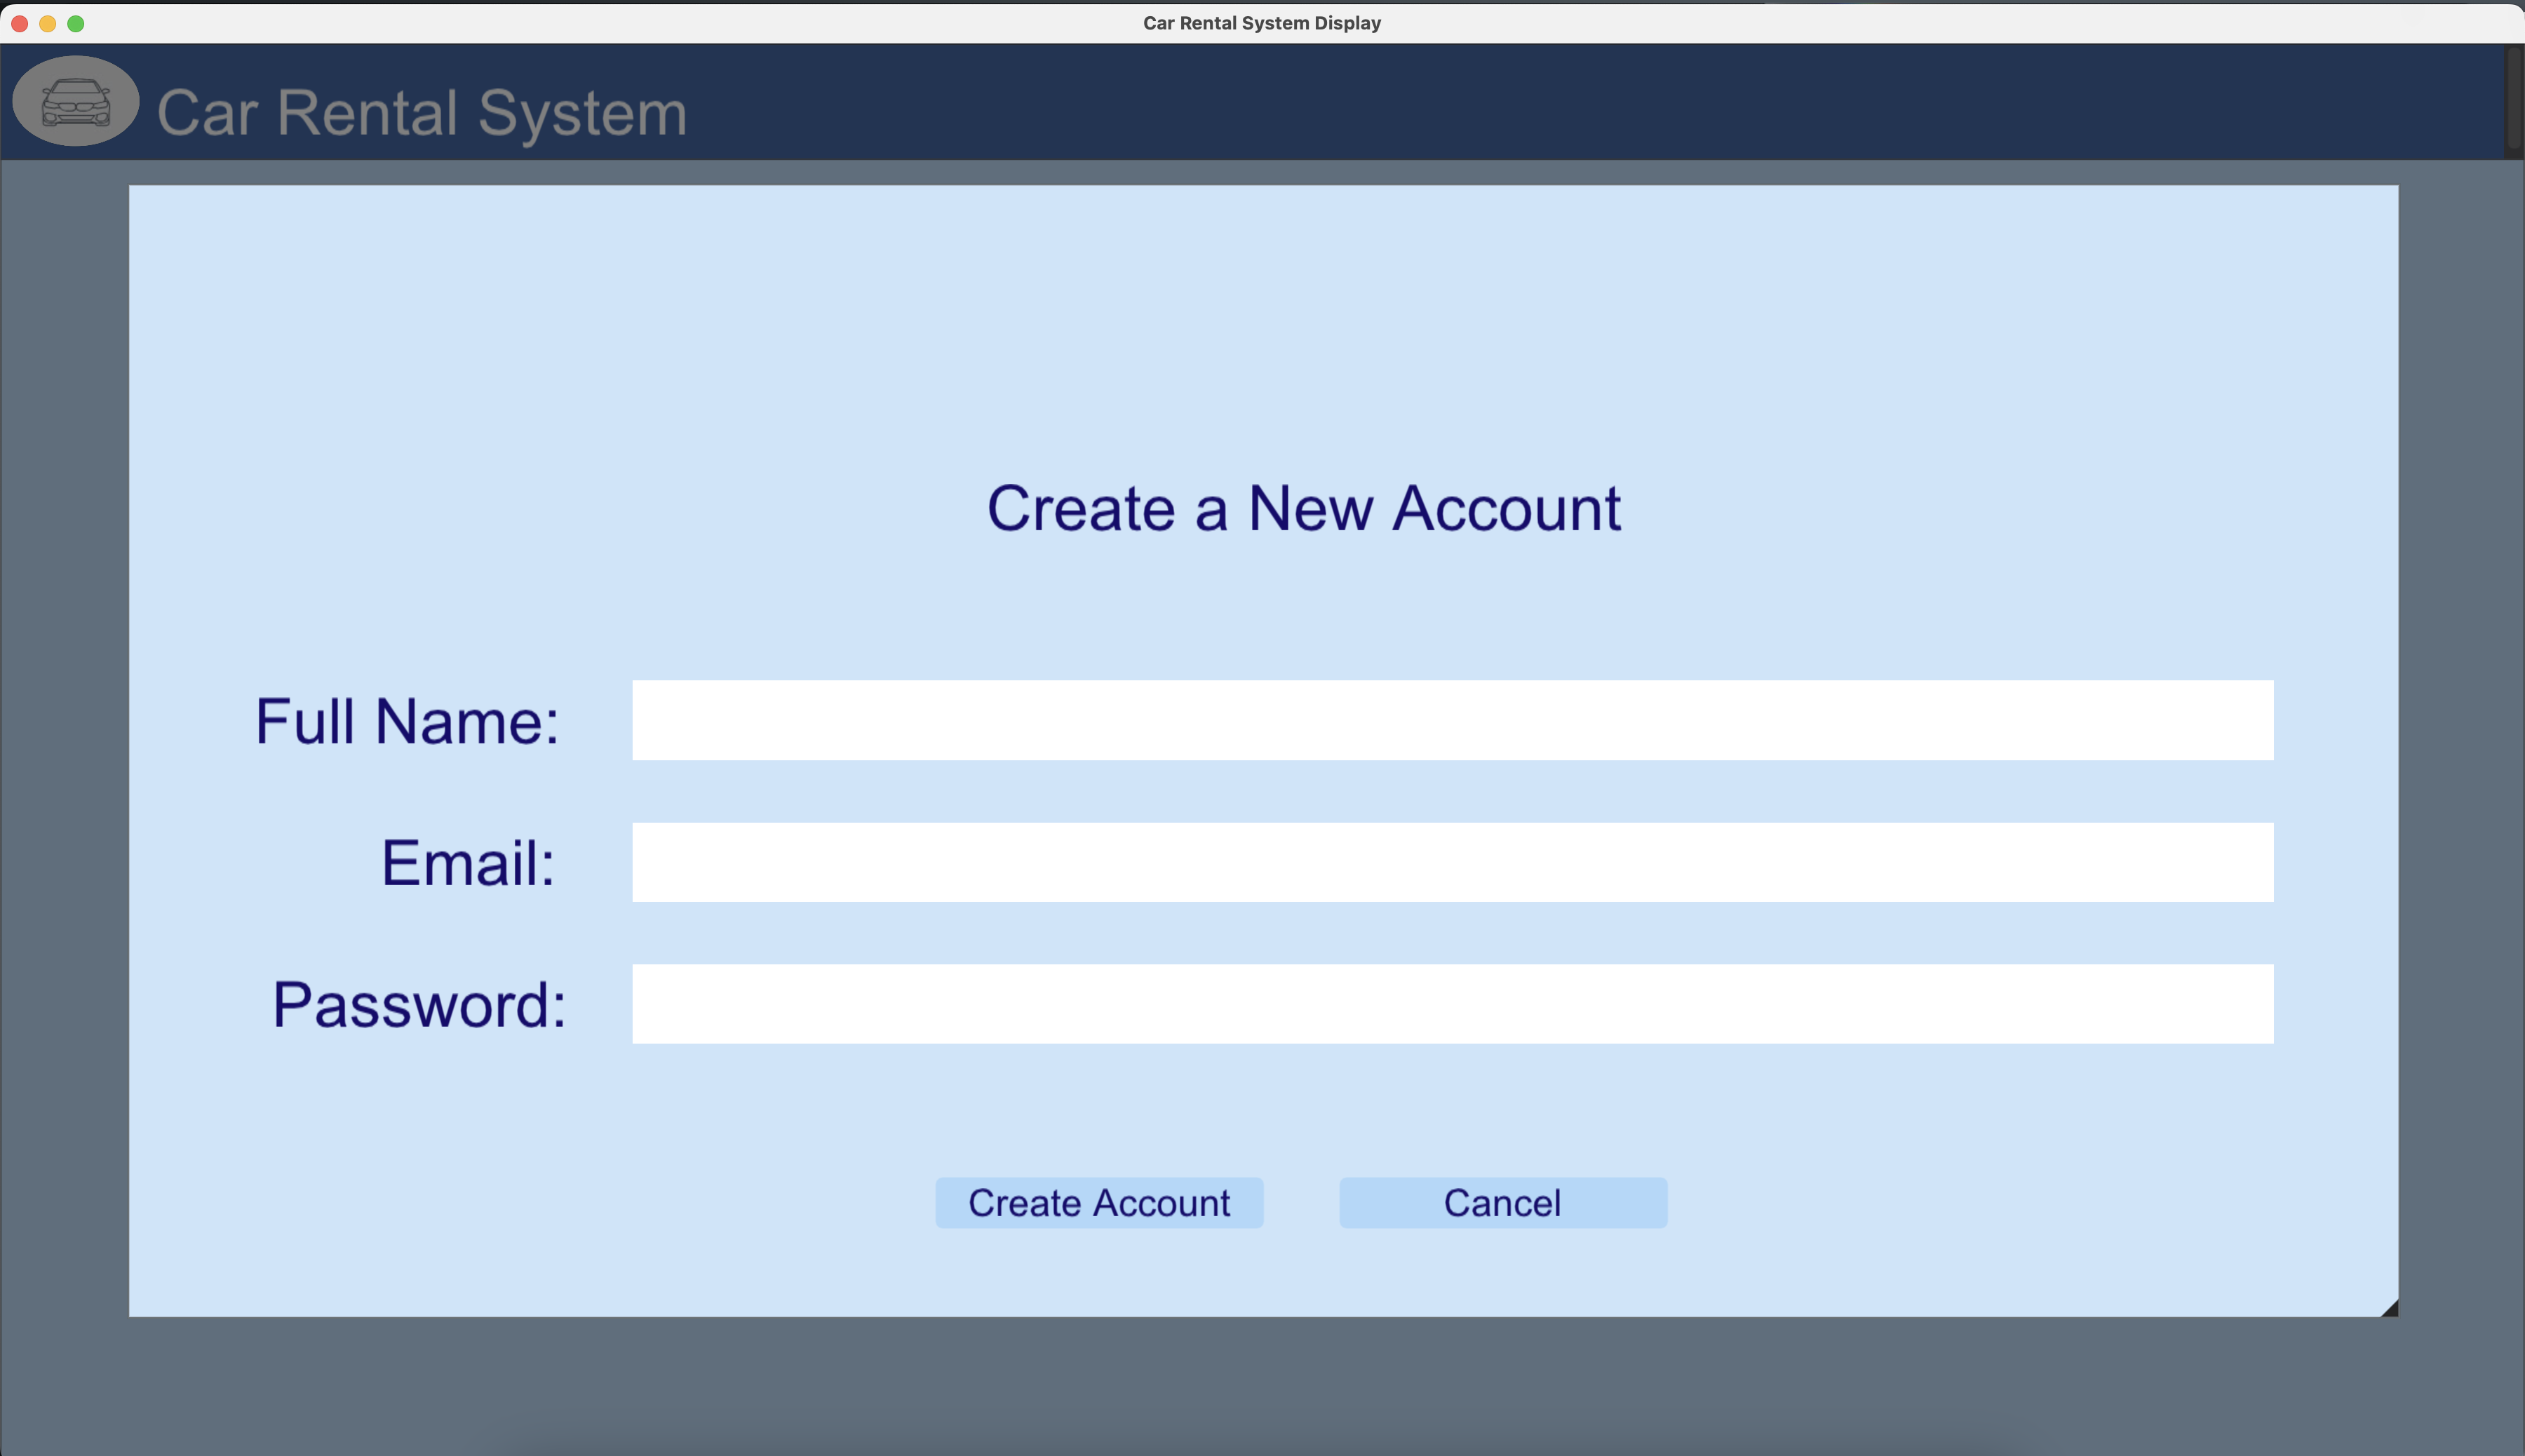 Car Rental System Display
Car Rental System
Create a New Account
Full Name:
Email:
Password:
Create Account
Cancel